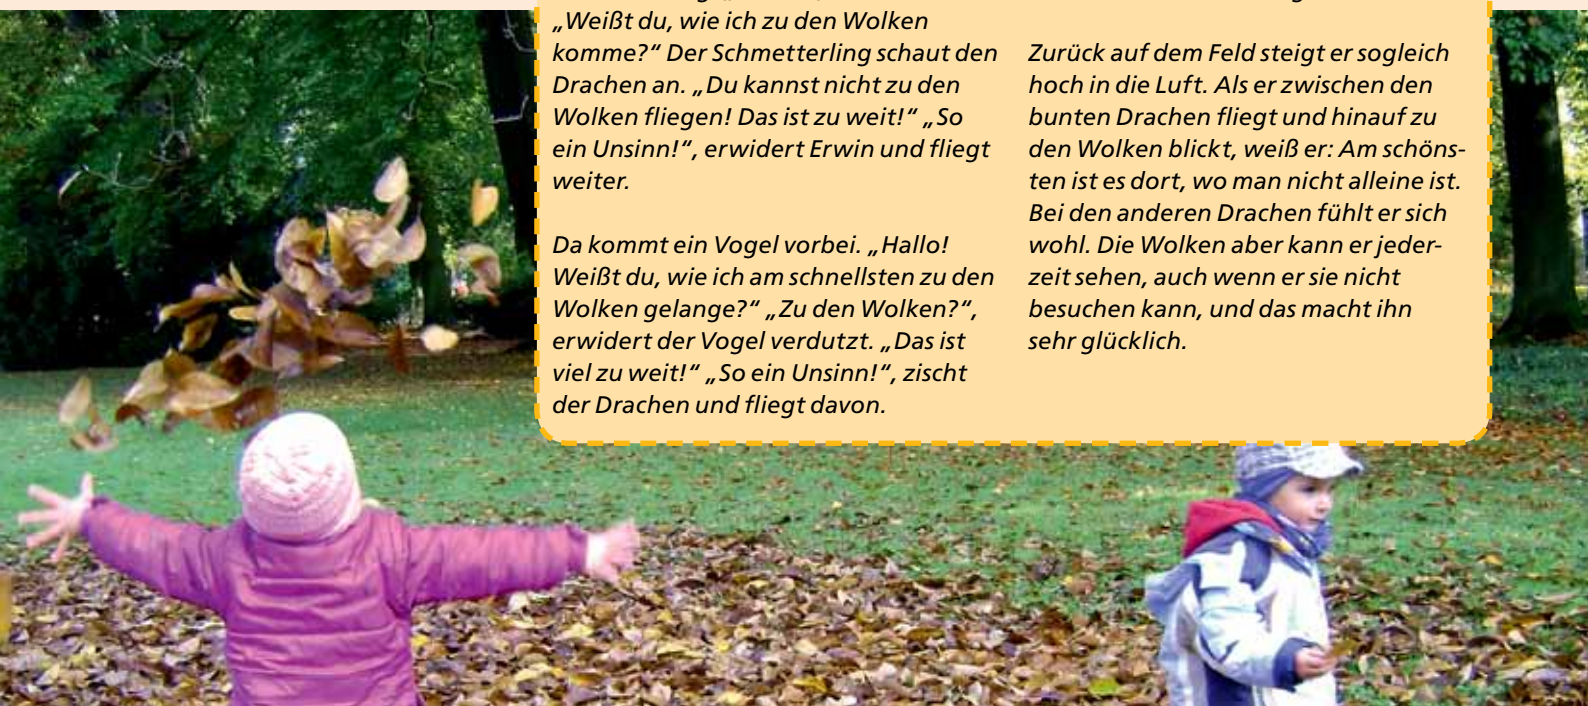 „Weißt du, wie ich zu den Wolken
komme?“ Der Schmetterling schaut den
Drachen an. „Du kannst nicht zu den
Wolken fliegen! Das ist zu weit!“ „So
ein Unsinn!“, erwidert Erwin und fliegt
weiter.
Da kommt ein Vogel vorbei. „Hallo!
Weißt du, wie ich am schnellsten zu den
Wolken gelange?“ „Zu den Wolken?“,
erwidert der Vogel verdutzt. „Das ist
viel zu weit!“ „So ein Unsinn!“, zischt
der Drachen und fliegt davon.
Zurück auf dem Feld steigt er sogleich
hoch in die Luft. Als er zwischen den
bunten Drachen fliegt und hinauf zu
den Wolken blickt, weiß er: Am schöns-
ten ist es dort, wo man nicht alleine ist.
Bei den anderen Drachen fühlt er sich
wohl. Die Wolken aber kann er jeder-
zeit sehen, auch wenn er sie nicht
besuchen kann, und das macht ihn
sehr glücklich.